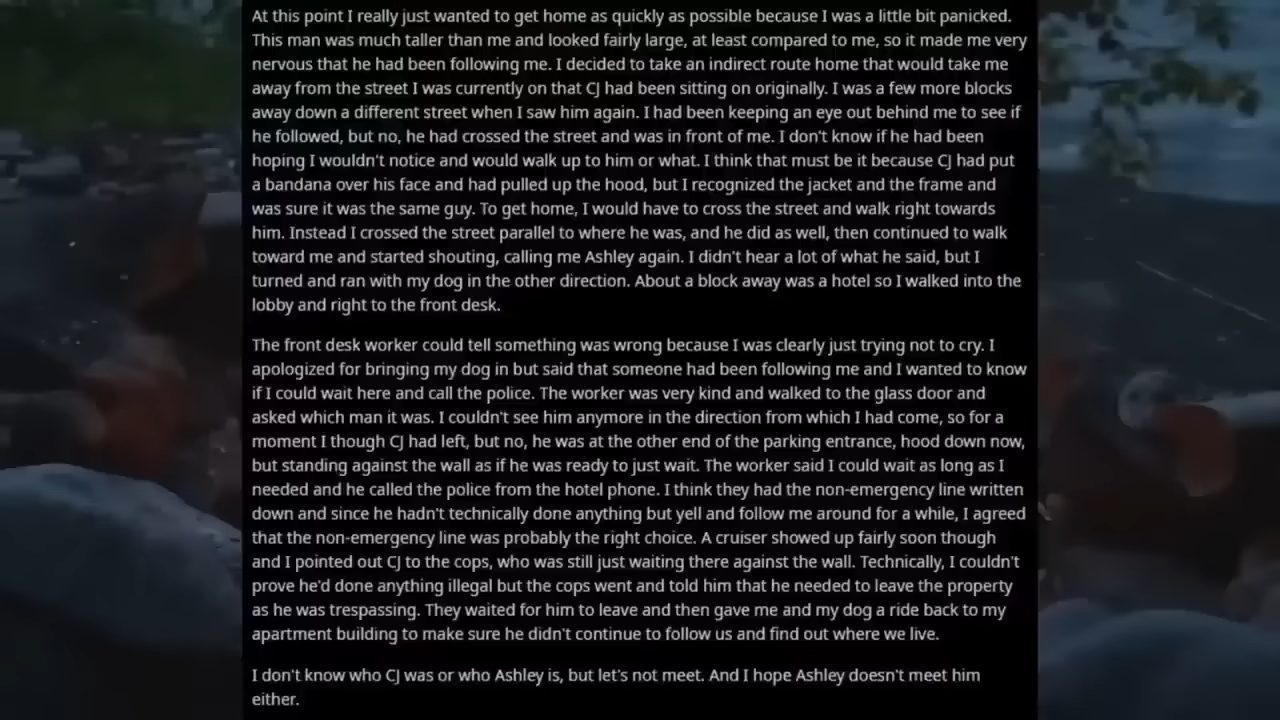 At this point I really just wanted to get home as quickly as possible because I was a little bit panicked.
This man was much taller than me and looked fairly large, at least compared to me, so it made me very
nervous that he had been following me. I decided to take an indirect route home that would take me
away from the street I was currently on that CJ had been sitting on originally. I was a few more blocks
away down a different street when I saw him again. I had been keeping an eye out behind me to see if
he followed, but no, he had crossed the street and was in front of me. I don't know if he had been
hoping I wouldn't notice and would walk up to him or what. I think that must be it because CJ had put
a bandana over his face and had pulled up the hood, but I recognized the jacket and the frame and
was sure it was the same guy. To get home, I would have to cross the street and walk right towards
him. Instead I crossed the street parallel to where he was, and he did as well, then continued to walk
toward me and started shouting, calling me Ashley again. I didn't hear a lot of what he said, but I
turned and ran with my dog in the other direction. About a block away was a hotel so I walked into the
lobby and right to the front desk.
The front desk worker could tell something was wrong because I was clearly just trying not to cry. I
apologized for bringing my dog in but said that someone had been following me and I wanted to know
if I could wait here and call the police. The worker was very kind and walked to the glass door and
asked which man it was. I couldn't see him anymore in the direction from which I had come, so for a
moment I though CJ had left, but no, he was at the other end of the parking entrance, hood down now,
but standing against the wall as if he was ready to just wait. The worker said I could wait as long as I
needed and he called the police from the hotel phone. I think they had the non-emergency line written
down and since he hadn't technically done anything but yell and follow me around for a while, I agreed
that the non-emergency line was probably the right choice. A cruiser showed up fairly soon though
and I pointed out CJ to the cops, who was still just waiting there against the wall. Technically, I couldn't
prove he'd done anything illegal but the cops went and told him that he needed to leave the property
as he was trespassing. They waited for him to leave and then gave me and my dog a ride back to my
apartment building to make sure he didn't continue to follow us and find out where we live.
I don't know who CJ was or who Ashley is, but let's not meet. And I hope Ashley doesn't meet him
either.